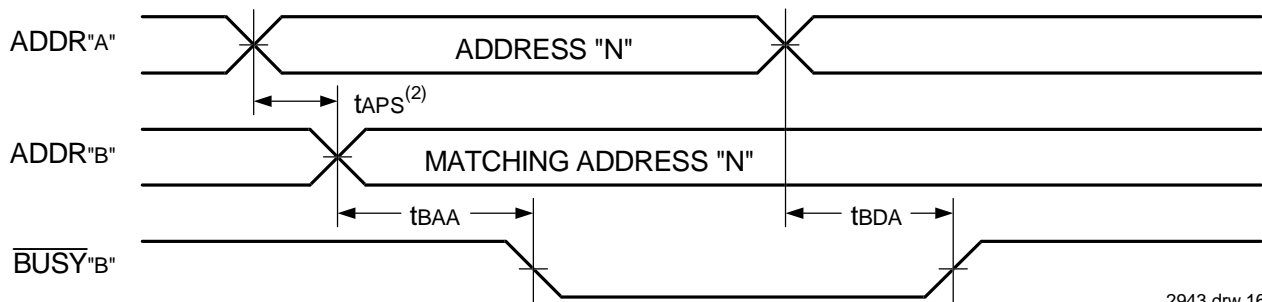 ADDR"A"
ADDRESS "N"
tAPS(2)
ADDR"B"
MATCHING ADDRESS "N"
tBAA
tBDA
BUSY"B"
2943 drw 16